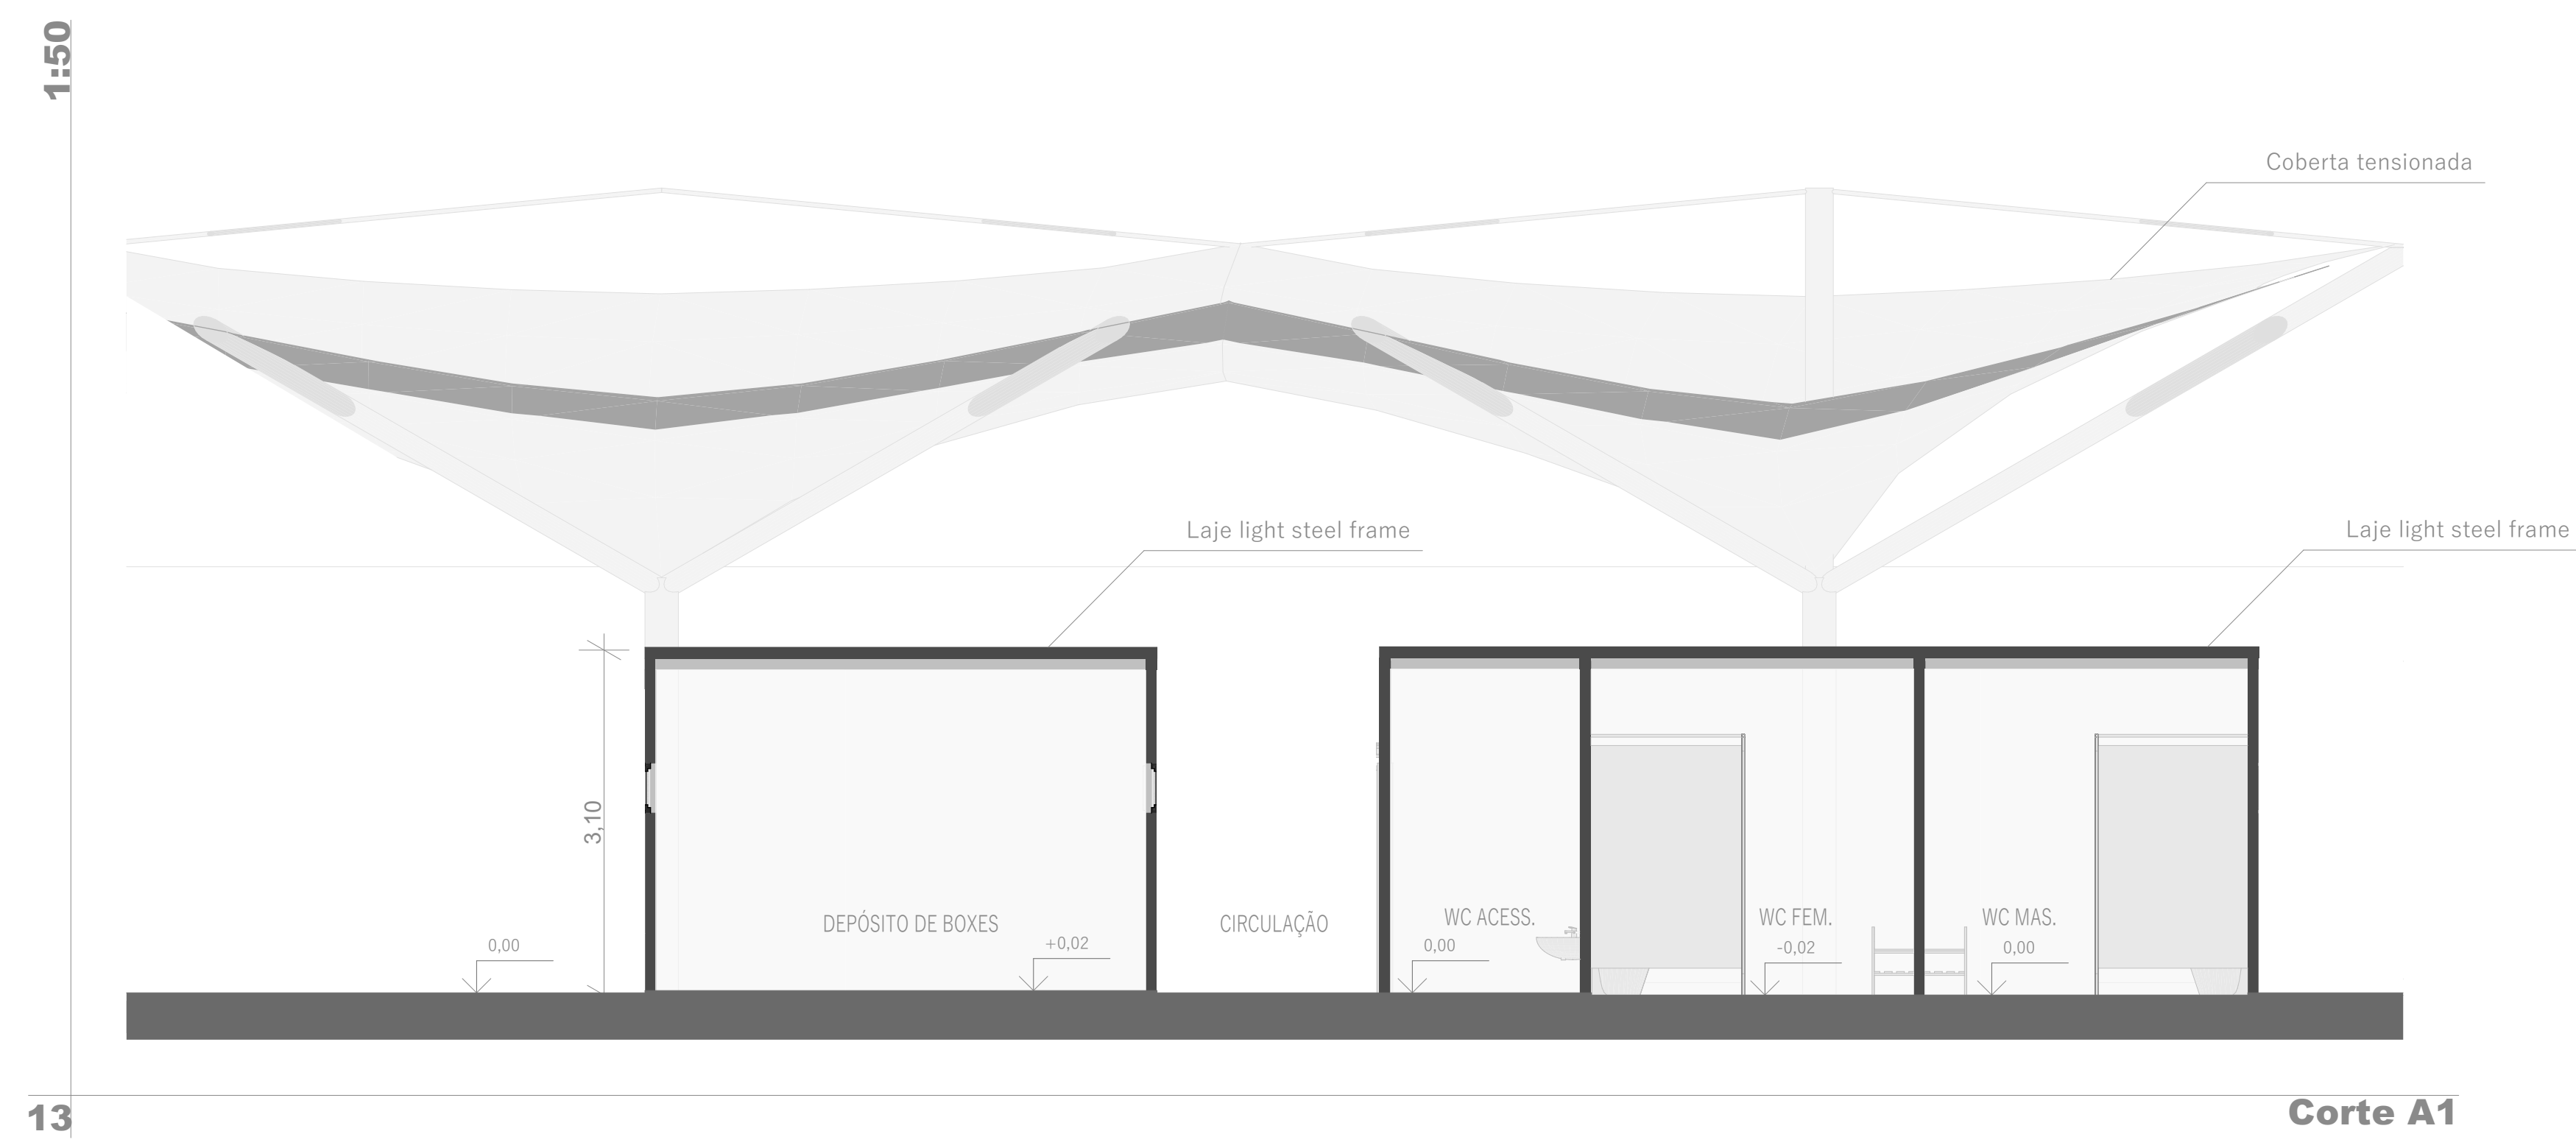 1:50
Coberta tensionada
Laje light steel frame
Laje light steel frame
3,10
DEPÓSITO DE BOXES
CIRCULAÇÃO
WC ACESS.
WC FEM.
WC MAS.
0,00
+0,02
0,00
-0,02
0,00
13
Corte A1